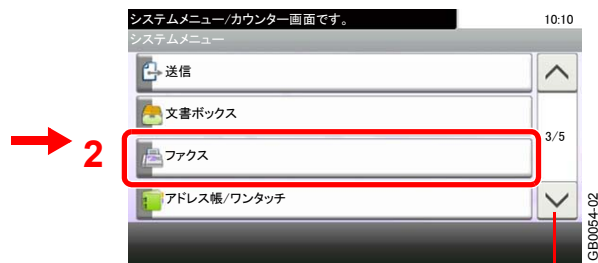 システムメニュー/カウンター画面です。 10:10
システムメニュー
送信
文書ボックス
3/5
2
ファクス
アドレス帳/ワンタッチ
GB0054-02